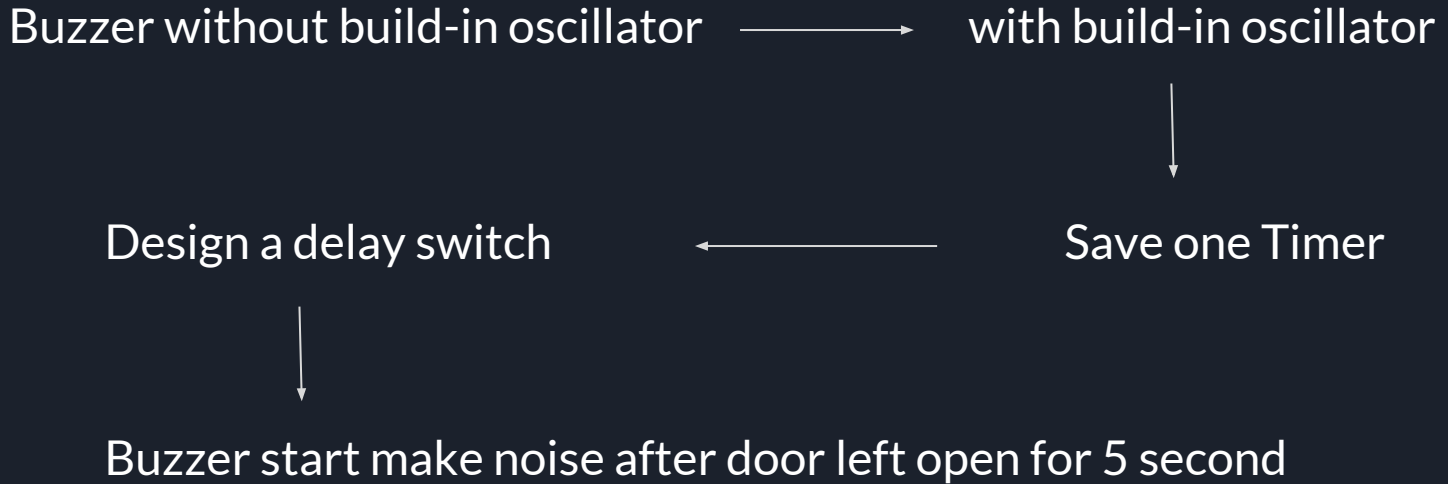 Buzzer without build-in oscillator
with build-in oscillator
Save one Timer
Design a delay switch
Buzzer start make noise after door left open for 5 second